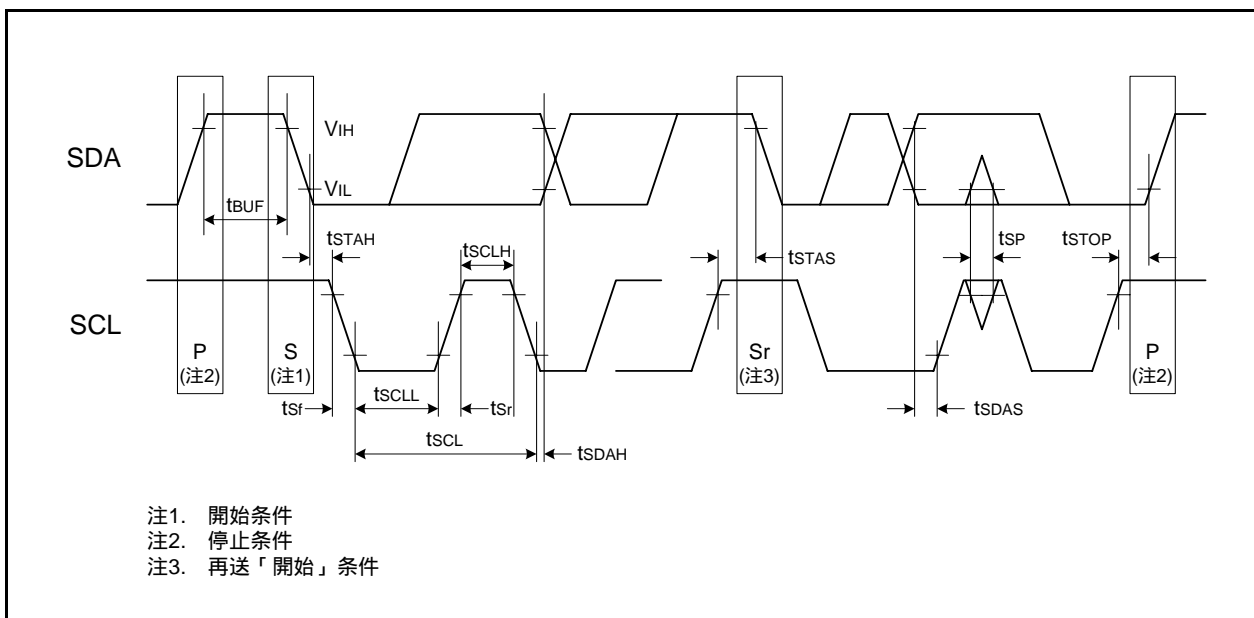 SDA
VIH
VIL
tBUF
tSTAH
tSCLH
tSTAS
tSP
tSTOP
SCL
P
(注2)
S
(注1)
Sr
(注3)
P
(注2)
tSf
tSCLL
tSr
tSDAS
tSCL
tSDAH
注1. 開始条件
注2. 停止条件
注3. 再送「開始」条件